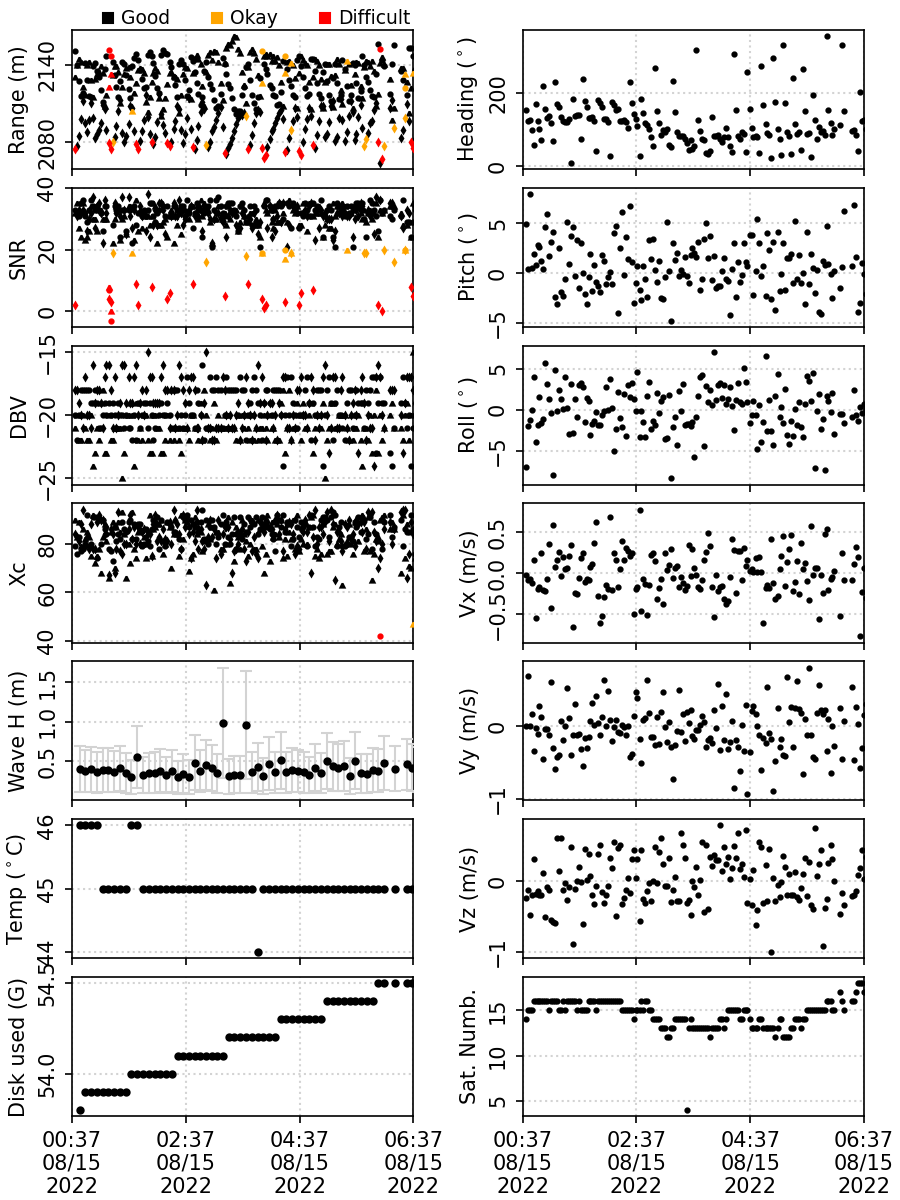 Good Okay Difficult
Range (m)
2140
2080
Heading (°)
200
0
SNR
40
20
0
Pitch (°)
5
0
−5
DBV
−15
−20
−25
Roll (°)
5
0
−5
Xc
80
60
40
Vx (m/s)
0.5
0.0
−0.5
Wave H (m)
1.5
1.0
0.5
Vy (m/s)
0
−1
Temp (°C)
46
45
44
Vz (m/s)
0
−1
Disk used (G)
54.5
54.0
Sat. Numb.
15
10
5
00:37 02:37 04:37 06:37 00:37 02:37 04:37 06:37
08/15 08/15 08/15 08/15 08/15 08/15 08/15 08/15
2022 2022 2022 2022 2022 2022 2022 2022